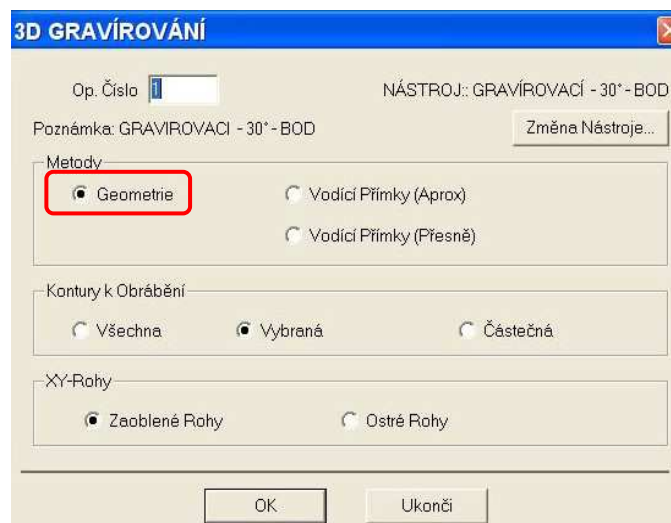 3D GRAVÍROVÁNÍ
Op. Číslo 1 NÁSTROJ:: GRAVÍROVACÍ - 30° - BOD
Poznámka: GRAVIROVACI - 30° - BOD Změna Nástroje...
Metody
Geometrie Vodící Přímky (Aprox)
Vodící Přímky (Přesně)
Kontury k Obrábění
Všechna Vybraná Částečná
XY-Rohy
Zaoblené Rohy Ostré Rohy
OK Ukonči